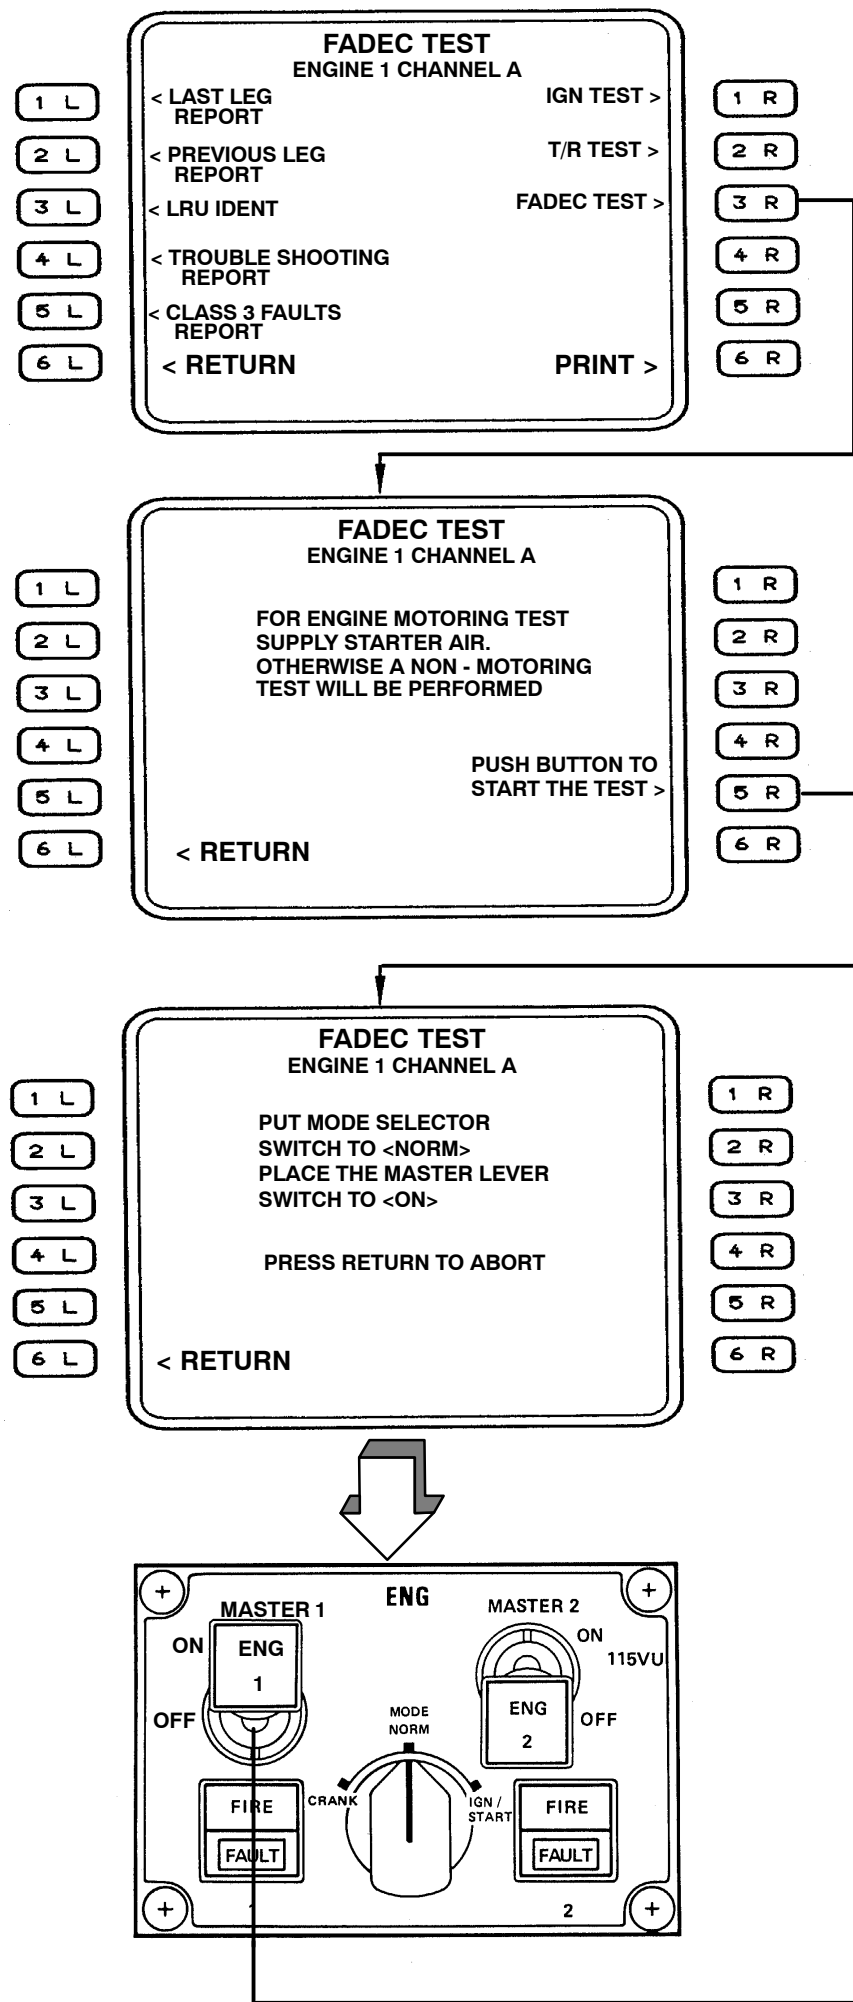 FADEC TEST
ENGINE 1 CHANNEL A
1 L
< LAST LEG
REPORT
IGN TEST >
1 R
2 L
< PREVIOUS LEG
REPORT
T/R TEST >
2 R
3 L
< LRU IDENT
FADEC TEST >
3 R
4 L
< TROUBLE SHOOTING
REPORT
4 R
5 L
< CLASS 3 FAULTS
REPORT
5 R
6 L
< RETURN
PRINT >
6 R
FADEC TEST
ENGINE 1 CHANNEL A
1 L
1 R
FOR ENGINE MOTORING TEST
2 L
SUPPLY STARTER AIR.
2 R
OTHERWISE A NON - MOTORING
3 L
TEST WILL BE PERFORMED
3 R
4 L
4 R
PUSH BUTTON TO
5 L
START THE TEST >
5 R
6 L
< RETURN
6 R
FADEC TEST
ENGINE 1 CHANNEL A
1 L
1 R
PUT MODE SELECTOR
2 L
SWITCH TO <NORM>
2 R
PLACE THE MASTER LEVER
3 L
SWITCH TO <ON>
3 R
4 L
PRESS RETURN TO ABORT
4 R
5 L
5 R
6 L
< RETURN
6 R
ENG
MASTER 1
MASTER 2
ON
ENG
1
ON
115VU
OFF
MODE
NORM
ENG
2
OFF
CRANK
IGN /
START
FIRE
FAULT
FIRE
FAULT
1
2